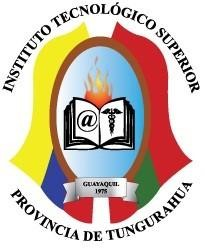 INSTITUTO TECNOLÓGICO SUPERIOR
@
GUAYAQUIL
1975
PROVINCIA DE TUNGURAHUA